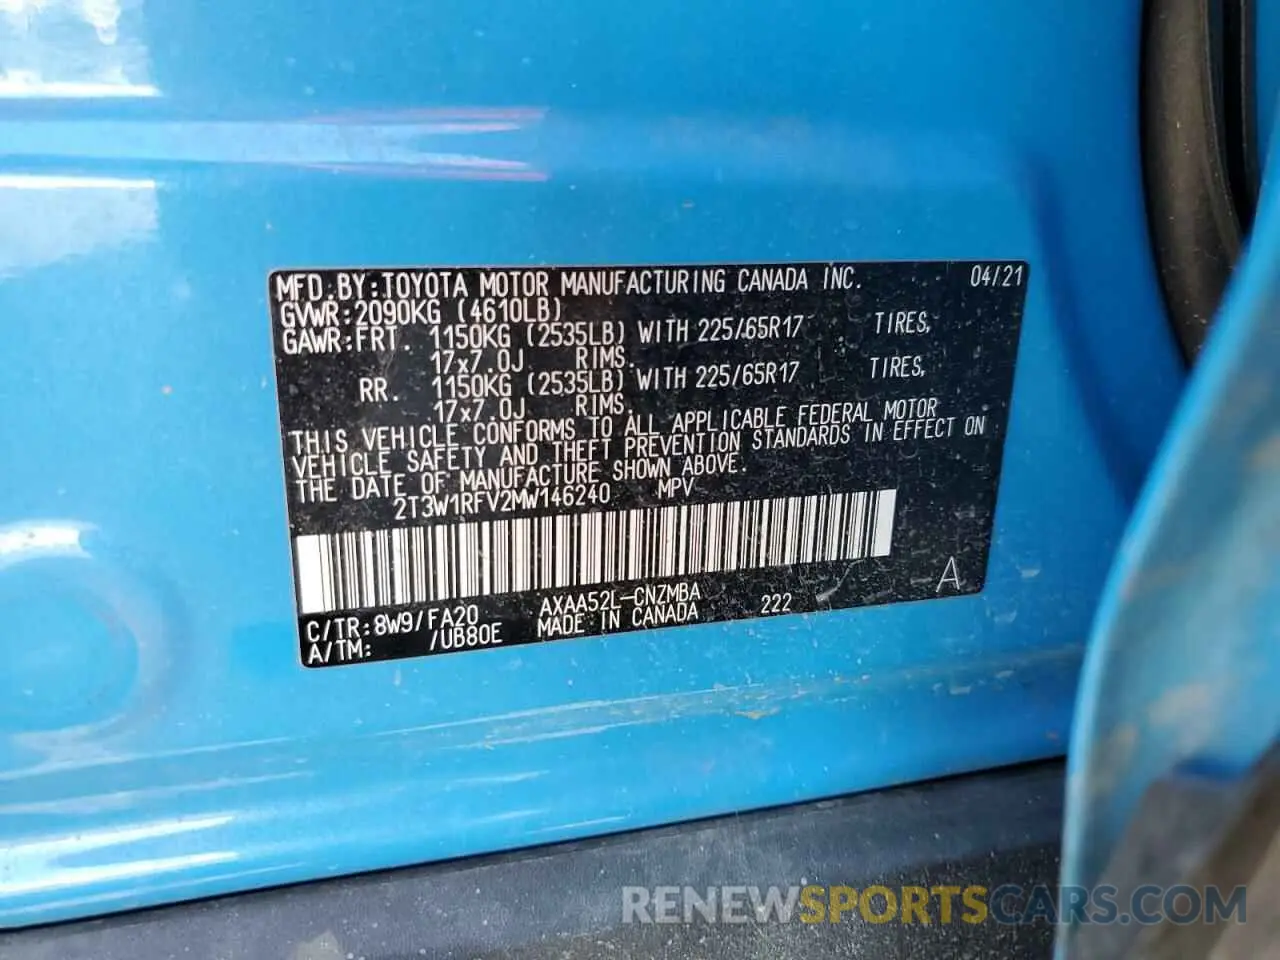 MFD. BY: TOYOTA MOTOR MANUFACTURING CANADA INC. 04/21
GVWR: 2090KG (4610LB)
GAWR: FRT. 1150KG (2535LB) WITH 225/65R17 TIRES,
17x7.0J RIMS.
RR. 1150KG (2535LB) WITH 225/65R17 TIRES,
17x7.0J RIMS.
THIS VEHICLE CONFORMS TO ALL APPLICABLE FEDERAL MOTOR
VEHICLE SAFETY AND THEFT PREVENTION STANDARDS IN EFFECT ON
THE DATE OF MANUFACTURE SHOWN ABOVE.
2T3W1RFV2MW146240 MPV
A
C/TR: 8W9/FA20 AXAA52L-CNZMBA 222
A/TM: /UB80E MADE IN CANADA
RENEWSPORTSCARS.COM